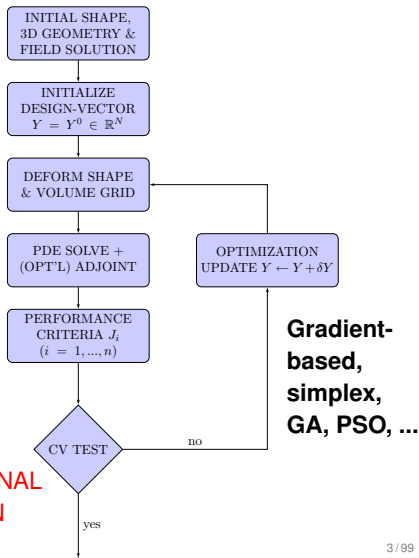 INITIAL SHAPE,
3D GEOMETRY &
FIELD SOLUTION
INITIALIZE
DESIGN-VECTOR
Y = Y⁰ ∈ ℝᴺ
DEFORM SHAPE
& VOLUME GRID
PDE SOLVE +
(OPT'L) ADJOINT
OPTIMIZATION
UPDATE Y ← Y + δY
PERFORMANCE
CRITERIA Jᵢ
(i = 1, ..., n)
Gradient-
based,
simplex,
GA, PSO, ...
CV TEST
no
yes
3 / 99